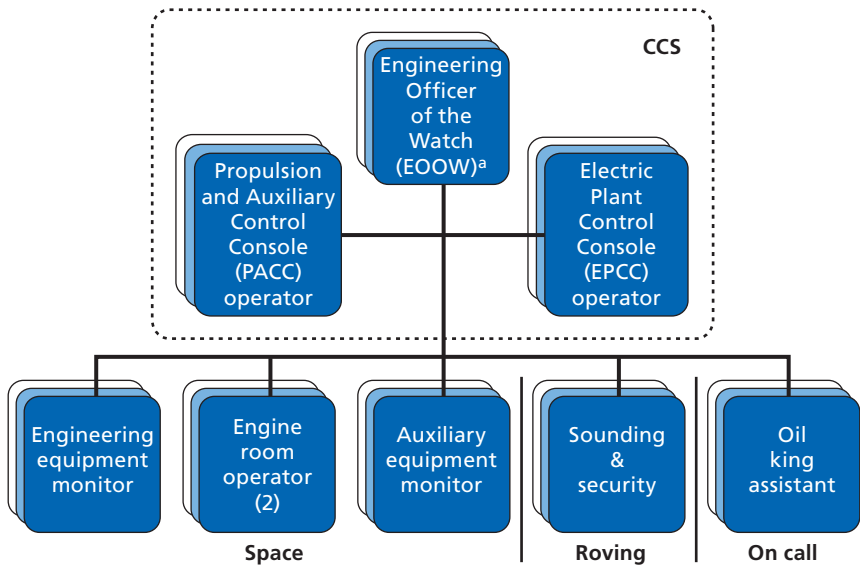 CCS
Engineering
Officer
of the
Watch
(EOOW)a
Propulsion
and Auxiliary
Control
Console
(PACC)
operator
Electric
Plant
Control
Console
(EPCC)
operator
Engineering
equipment
monitor
Engine
room
operator
(2)
Auxiliary
equipment
monitor
Sounding
&
security
Oil
king
assistant
Space
Roving
On call